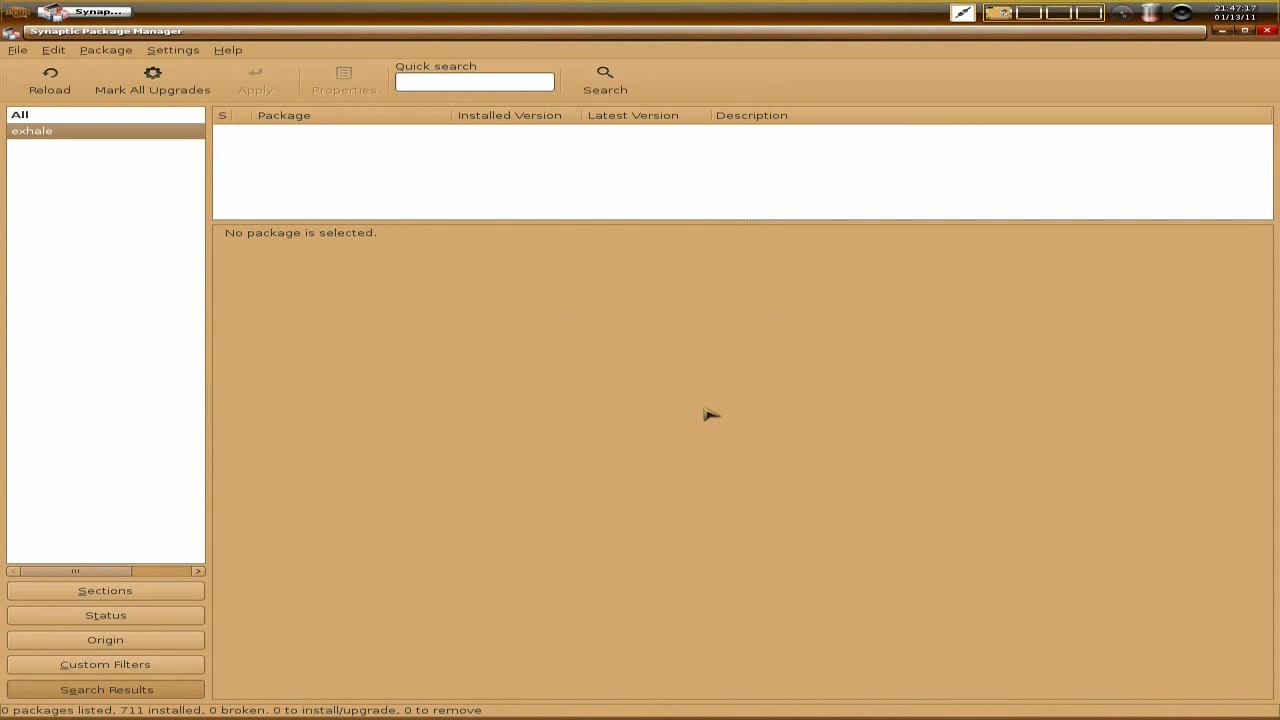 Synap...
21:47:17
01/13/11
Synaptic Package Manager
File Edit Package Settings Help
Reload Mark All Upgrades Apply Properties Quick search Search
All
exhale
S Package Installed Version Latest Version Description
No package is selected.
Sections
Status
Origin
Custom Filters
Search Results
0 packages listed, 711 installed, 0 broken. 0 to install/upgrade, 0 to remove